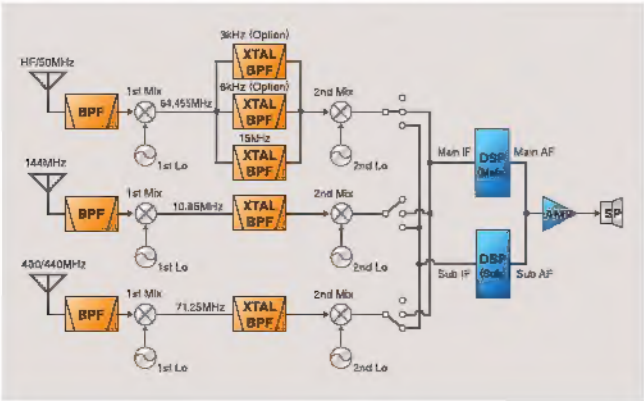 3kHz (Option)
XTAL BPF
HF/50MHz
BPF
1st Mix
64,455MHz
1st Lo
6kHz (Option)
XTAL BPF
15kHz
XTAL BPF
2nd Mix
2nd Lo
144MHz
BPF
1st Mix
10.85MHz
1st Lo
XTAL BPF
2nd Mix
2nd Lo
430/440MHz
BPF
1st Mix
71.25MHz
1st Lo
XTAL BPF
2nd Mix
2nd Lo
Main IF
DSP (Main)
Main AF
Sub IF
DSP (Sub)
Sub AF
AMP
SP